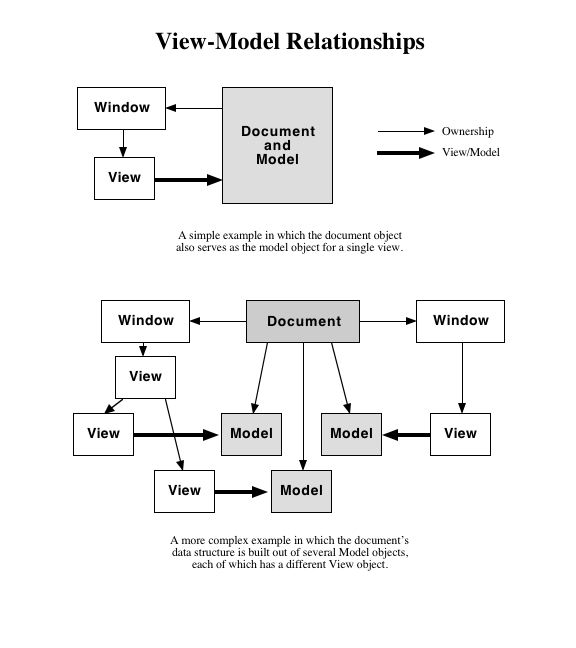 View-Model Relationships
Window
Document
and
Model
Ownership
View/Model
View
A simple example in which the document object
also serves as the model object for a single view.
Window
Document
Window
View
View
Model
Model
View
View
Model
A more complex example in which the document’s
data structure is built out of several Model objects,
each of which has a different View object.